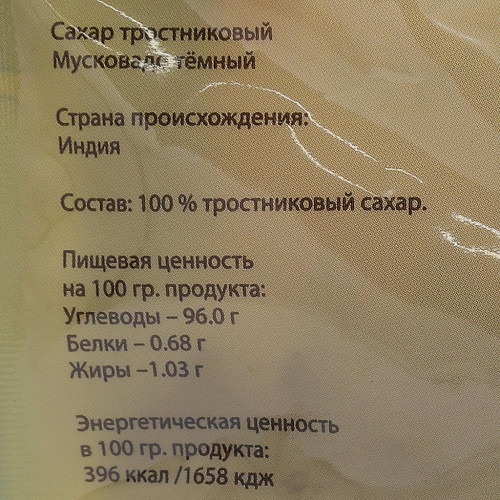 Сахар тростниковый
Мусковадо тёмный
Страна происхождения:
Индия
Состав: 100 % тростниковый сахар.
Пищевая ценность
на 100 гр. продукта:
Углеводы – 96.0 г
Белки – 0.68 г
Жиры –1.03 г
Энергетическая ценность
в 100 гр. продукта:
396 ккал /1658 кдж